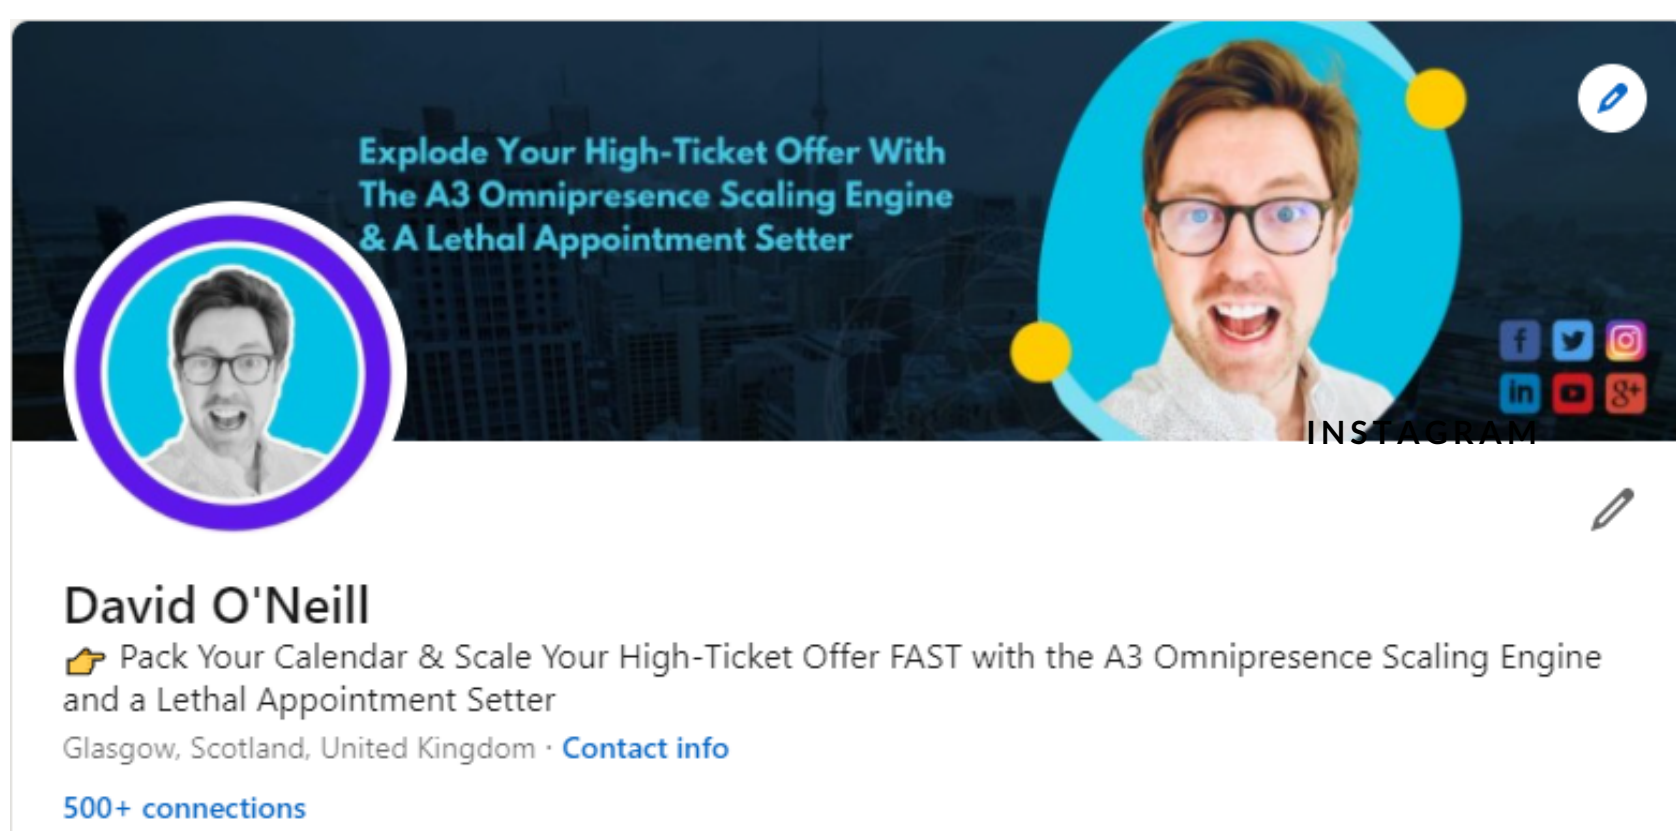 Explode Your High-Ticket Offer With
The A3 Omnipresence Scaling Engine
& A Lethal Appointment Setter
f
in
8+
INSTAGRAM
David O'Neill
👉 Pack Your Calendar & Scale Your High-Ticket Offer FAST with the A3 Omnipresence Scaling Engine
and a Lethal Appointment Setter
Glasgow, Scotland, United Kingdom · Contact info
500+ connections